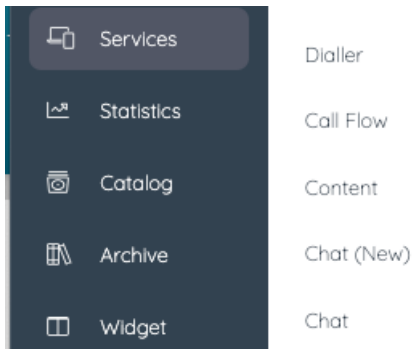 Services
Statistics
Catalog
Archive
Widget
Dialler
Call Flow
Content
Chat (New)
Chat